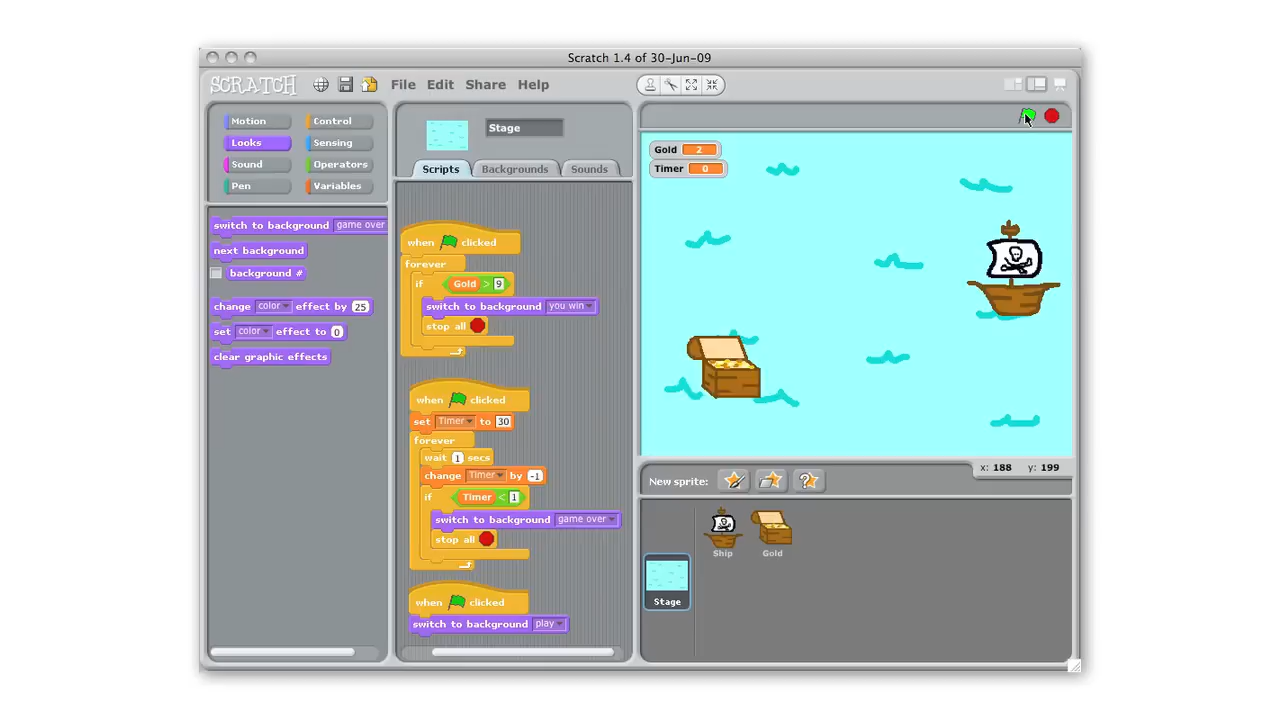 Scratch 1.4 of 30-Jun-09
SCRATCH File Edit Share Help
Motion Control
Looks Sensing
Sound Operators
Pen Variables
switch to background game over
next background
background #
change color effect by 25
set color effect to 0
clear graphic effects
Stage
Scripts Backgrounds Sounds
when clicked
forever
if Gold > 9
switch to background you win
stop all
when clicked
set Timer to 30
forever
wait 1 secs
change Timer by -1
if Timer < 1
switch to background game over
stop all
when clicked
switch to background play
Gold 2
Timer 0
x: 188 y: 199
New sprite:
Ship Gold
Stage